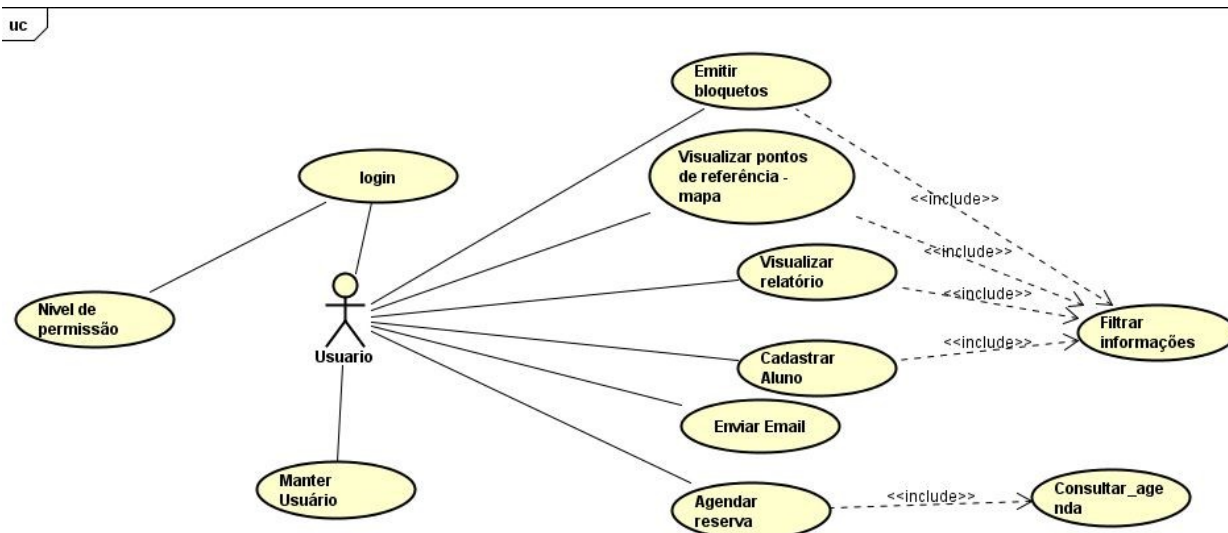 uc
Emitir
bloquetos
Visualizar pontos
de referência -
mapa
login
<<include>>
<<include>>
Visualizar
relatório
<<include>>
Nivel de
permissão
Filtrar
informações
Usuario
<<include>>
Cadastrar
Aluno
Enviar Email
Manter
Usuário
Agendar
reserva
<<include>>
Consultar_age
nda